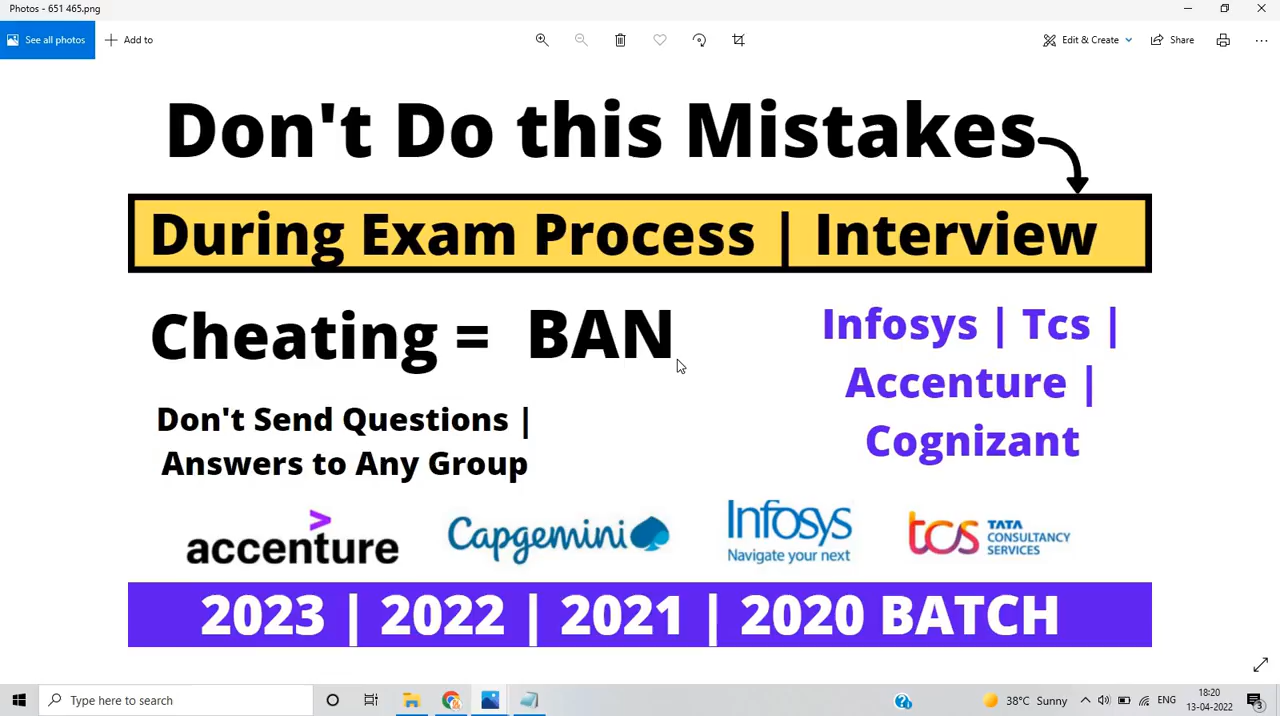 Photos - 651 465.png
See all photos
Add to
Edit & Create
Share
Don't Do this Mistakes
During Exam Process | Interview
Cheating = BAN
Don't Send Questions |
Answers to Any Group
Infosys | Tcs |
Accenture |
Cognizant
>
accenture
Capgemini
Infosys
Navigate your next
tcs TATA
CONSULTANCY
SERVICES
2023 | 2022 | 2021 | 2020 BATCH
Type here to search
38°C Sunny
ENG
18:20
13-04-2022
3